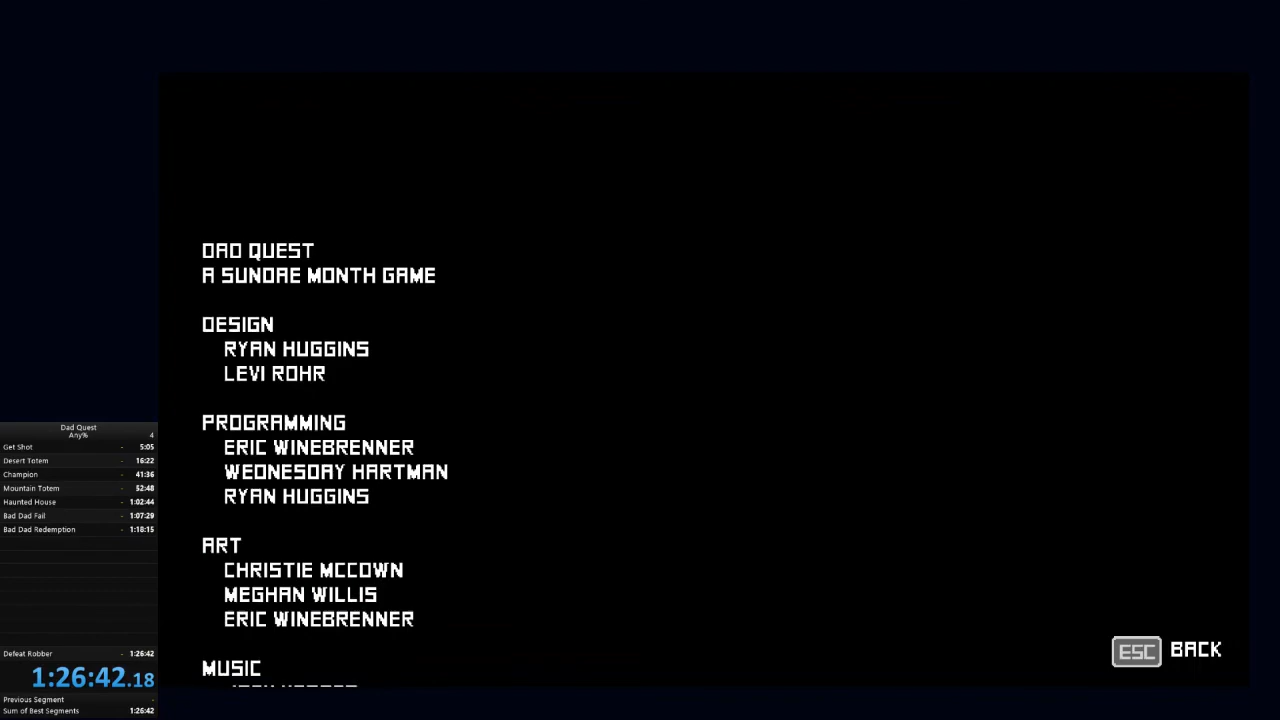 DAD QUEST
A SUNDAE MONTH GAME
DESIGN
RYAN HUGGINS
LEVI ROHR
PROGRAMMING
ERIC WINEBRENNER
WEDNESDAY HARTMAN
RYAN HUGGINS
ART
CHRISTIE MCCOWN
MEGHAN WILLIS
ERIC WINEBRENNER
MUSIC
ESC BACK
Dad Quest
Any% 4
Get Shot - 5:05
Desert Totem - 16:22
Champion - 41:36
Mountain Totem - 52:48
Haunted House - 1:02:44
Bad Dad Fail - 1:07:29
Bad Dad Redemption - 1:18:15
Defeat Robber - 1:26:42
1:26:42.18
Previous Segment -
Sum of Best Segments 1:26:42